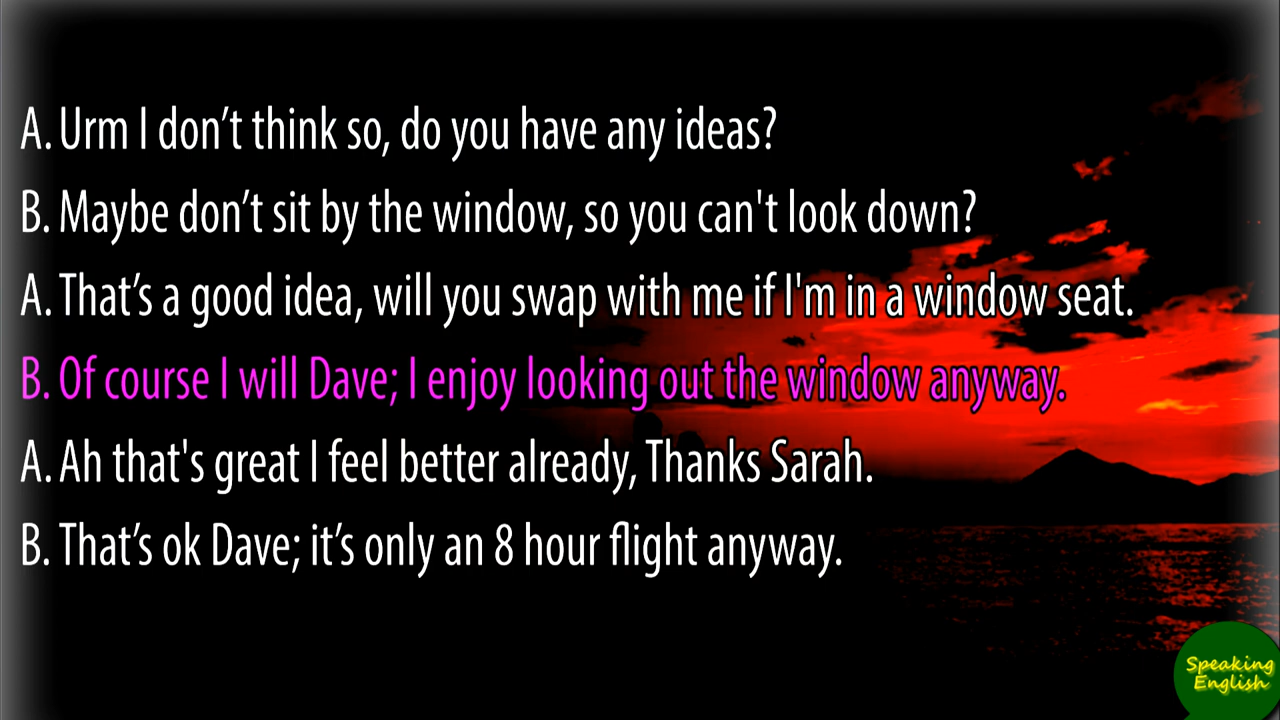 A. Urm I don’t think so, do you have any ideas?
B. Maybe don’t sit by the window, so you can't look down?
A. That’s a good idea, will you swap with me if I'm in a window seat.
B. Of course I will Dave; I enjoy looking out the window anyway.
A. Ah that's great I feel better already, Thanks Sarah.
B. That’s ok Dave; it’s only an 8 hour flight anyway.
Speaking
English